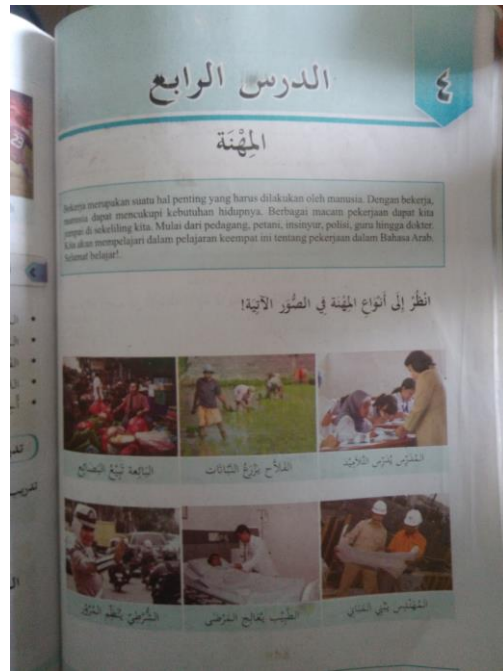 الدرس الرابع
٤
المِهْنَة
Bekerja merupakan suatu hal penting yang harus dilakukan oleh manusia. Dengan bekerja,
manusia dapat mencukupi kebutuhan hidupnya. Berbagai macam pekerjaan dapat kita
jumpai di sekeliling kita. Mulai dari pedagang, petani, insinyur, polisi, guru hingga dokter.
Kita akan mempelajari dalam pelajaran keempat ini tentang pekerjaan dalam Bahasa Arab.
Selamat belajar!.
انْظُرْ إِلَى أَنْوَاعِ المِهْنَة فِي الصُّوَر الآتِيَة!
المُدَرِّس يُدَرِّس التَّلَامِيْذ
الفَلَّاح يَزْرَعُ النَّبَاتَات
البَائِعَة تَبِيْعُ البَضَائِع
المُهَنْدِس يَبْنِي المَبَانِي
الطَّبِيْب يُعَالِج المَرْضَى
الشُّرْطِيّ يُنَظِّم المُرُوْر